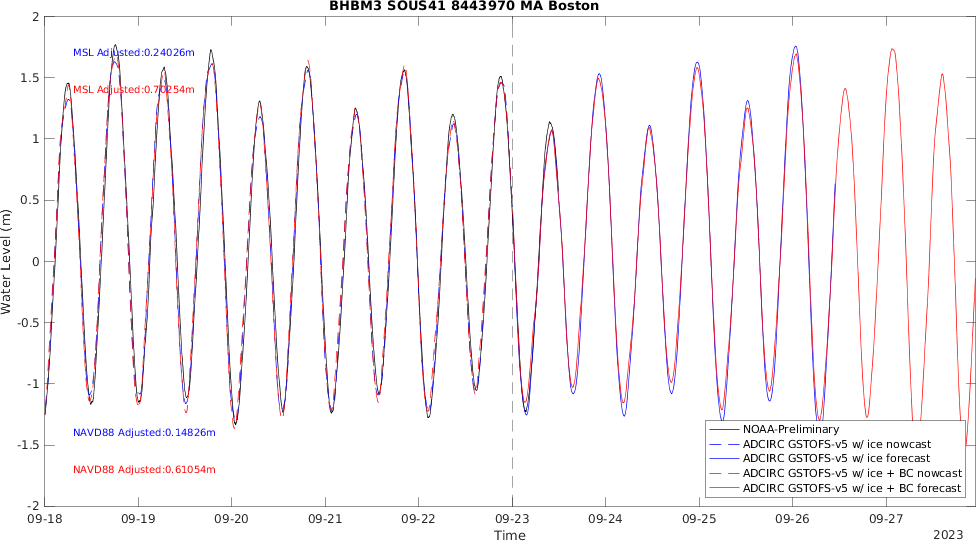 BHBM3 SOUS41 8443970 MA Boston
2
1.5
1
0.5
0
-0.5
-1
-1.5
-2
Water Level (m)
MSL Adjusted:0.24026m
MSL Adjusted:0.70254m
NAVD88 Adjusted:0.14826m
NAVD88 Adjusted:0.61054m
NOAA-Preliminary
ADCIRC GSTOFS-v5 w/ ice nowcast
ADCIRC GSTOFS-v5 w/ ice forecast
ADCIRC GSTOFS-v5 w/ ice + BC nowcast
ADCIRC GSTOFS-v5 w/ ice + BC forecast
09-18 09-19 09-20 09-21 09-22 09-23 09-24 09-25 09-26 09-27
Time
2023